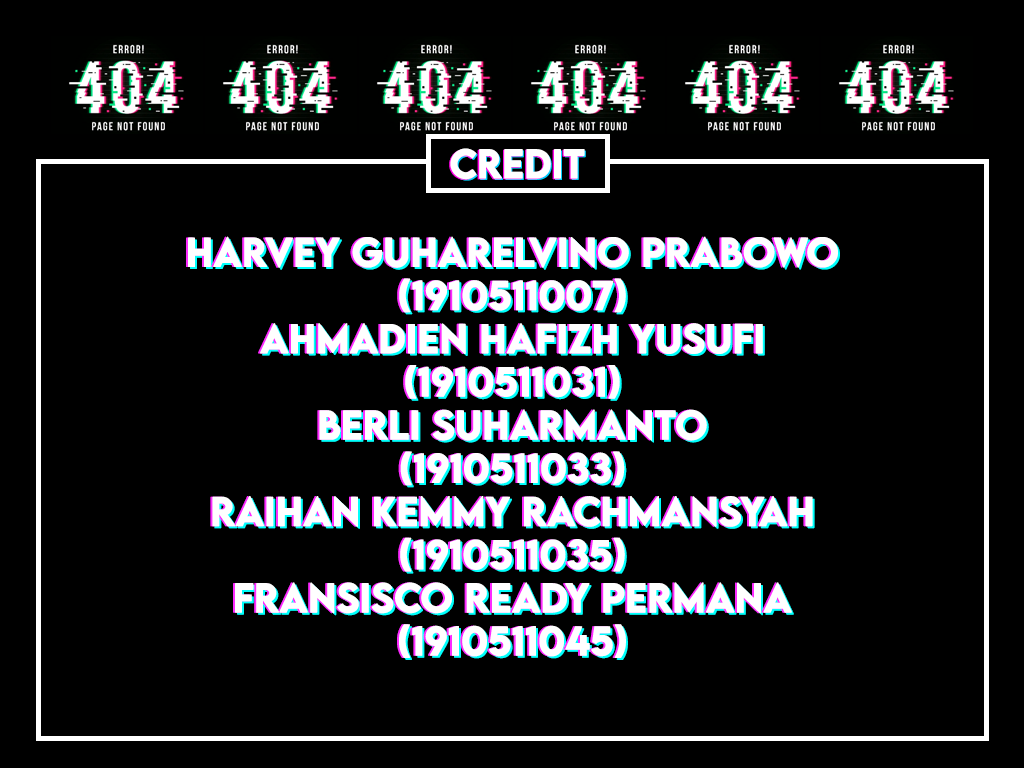 ERROR! ERROR! ERROR! ERROR! ERROR! ERROR!
404 404 404 404 404 404
PAGE NOT FOUND PAGE NOT FOUND PAGE NOT FOUND PAGE NOT FOUND PAGE NOT FOUND PAGE NOT FOUND
CREDIT
HARVEY GUHARELVINO PRABOWO
(1910511007)
AHMADIEN HAFIZH YUSUFI
(1910511031)
BERLI SUHARMANTO
(1910511033)
RAIHAN KEMMY RACHMANSYAH
(1910511035)
FRANSISCO READY PERMANA
(1910511045)